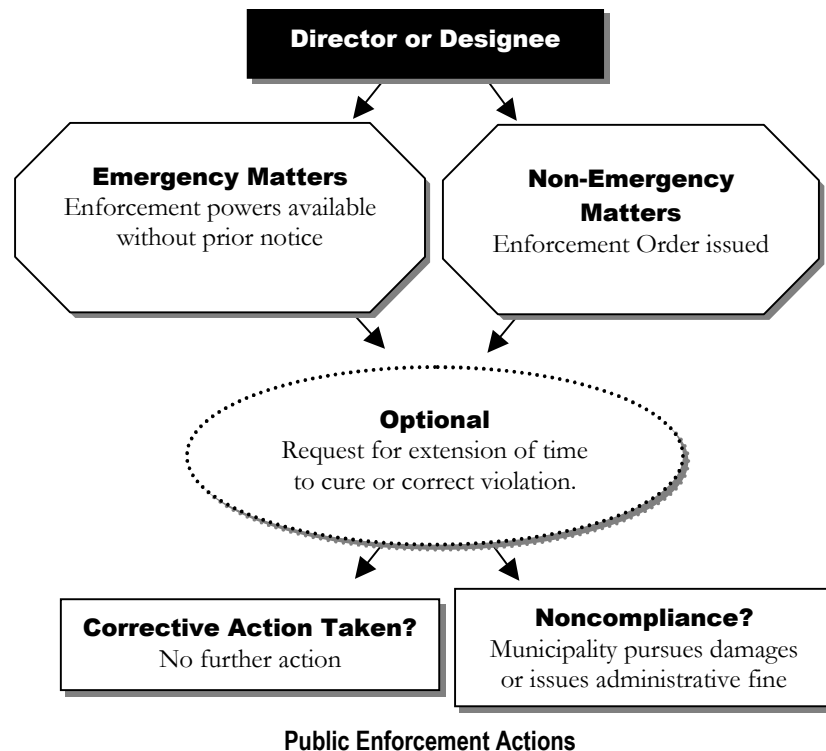 Director or Designee
Emergency Matters
Enforcement powers available
without prior notice
Non-Emergency
Matters
Enforcement Order issued
Optional
Request for extension of time
to cure or correct violation.
Corrective Action Taken?
No further action
Noncompliance?
Municipality pursues damages
or issues administrative fine
Public Enforcement Actions